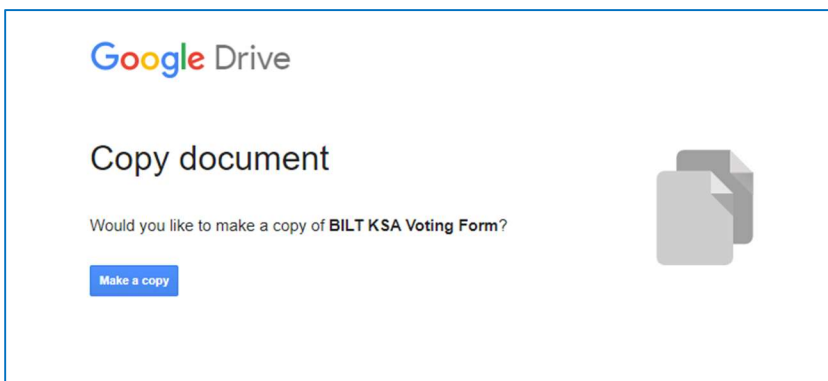 Google Drive
Copy document
Would you like to make a copy of BILT KSA Voting Form?
Make a copy